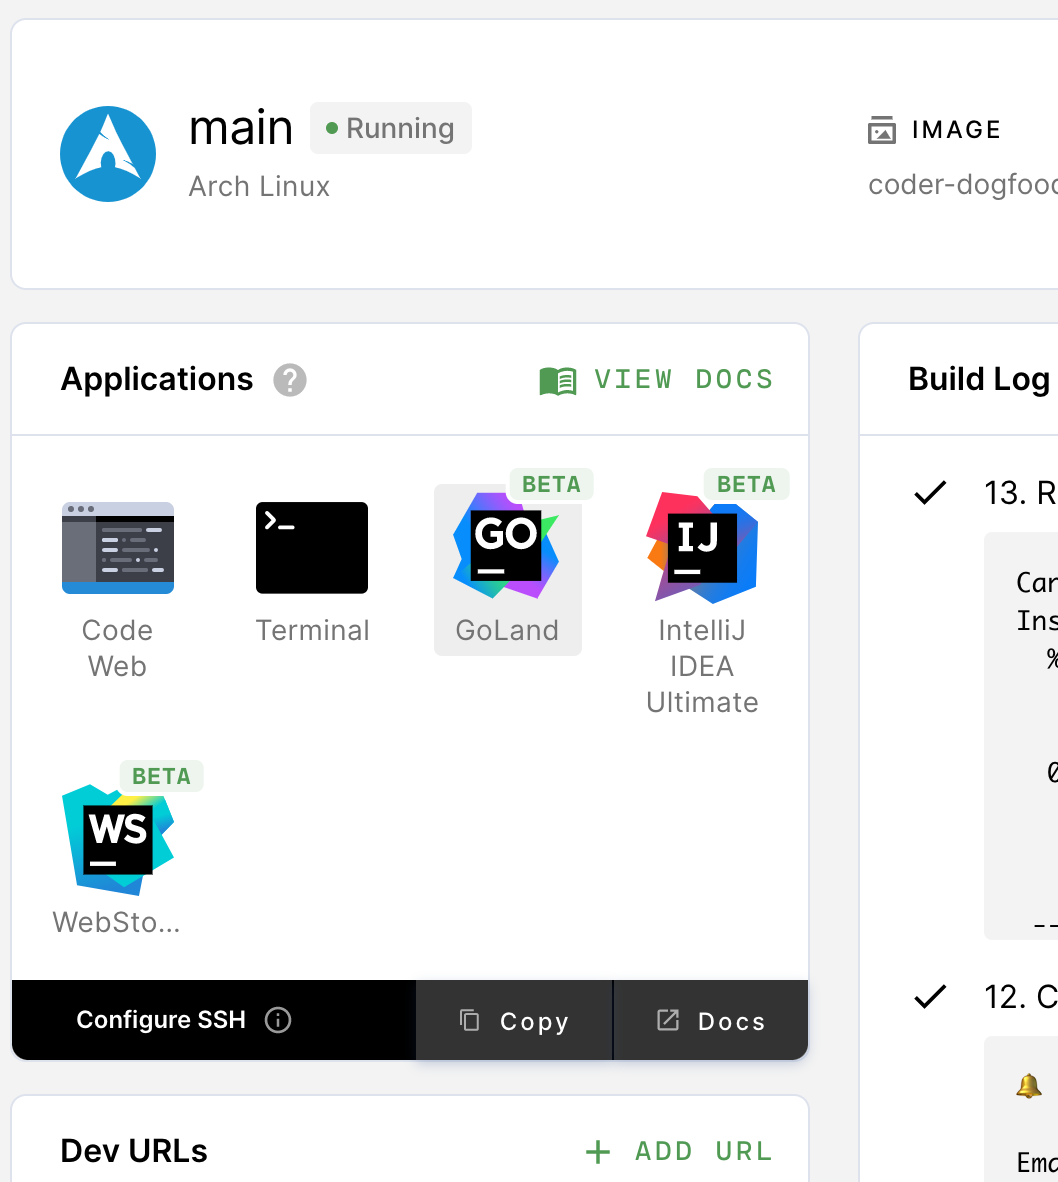 main
Running
Arch Linux
IMAGE
coder-dogfood
Applications
?
VIEW DOCS
Code
Web
>_
Terminal
BETA
GO
GoLand
BETA
IJ
IntelliJ
IDEA
Ultimate
BETA
WS
WebSto...
Configure SSH
Copy
Docs
Dev URLs
+ ADD URL
Build Log
13. R
Car
Ins
%
--
12. C
Ema